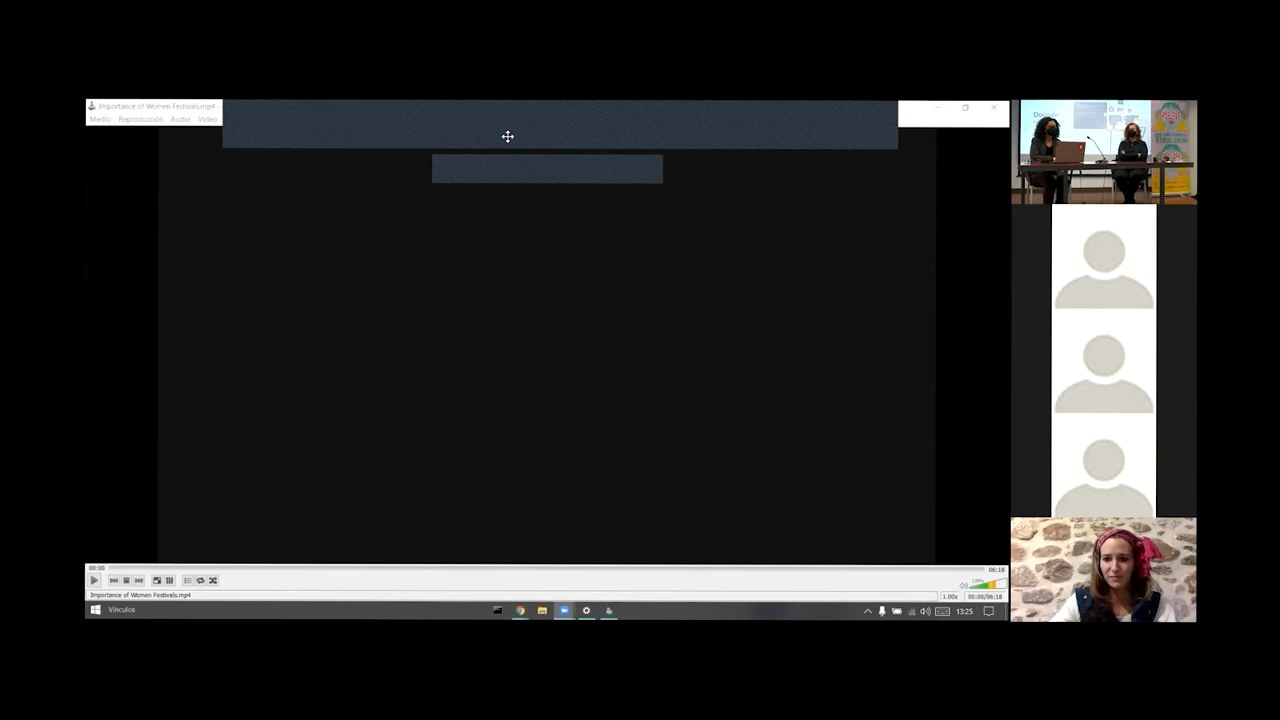 Importance of Women Festivals.mp4 -
Medio Reproducción Audio Vídeo
Docode
00:00
06:18
Importance of Women Festivals.mp4
1.00x 00:00/06:18
Vínculos
13:25